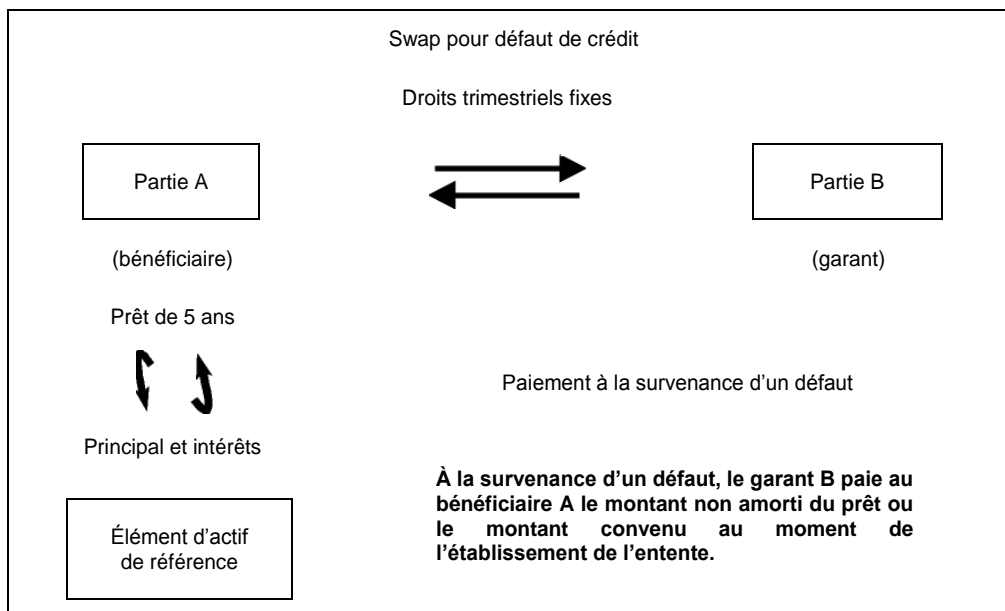 Swap pour défaut de crédit
Droits trimestriels fixes
Partie A
Partie B
(bénéficiaire)
(garant)
Prêt de 5 ans
Paiement à la survenance d'un défaut
Principal et intérêts
À la survenance d'un défaut, le garant B paie au
bénéficiaire A le montant non amorti du prêt ou
le montant convenu au moment de
l'établissement de l'entente.
Élément d'actif
de référence